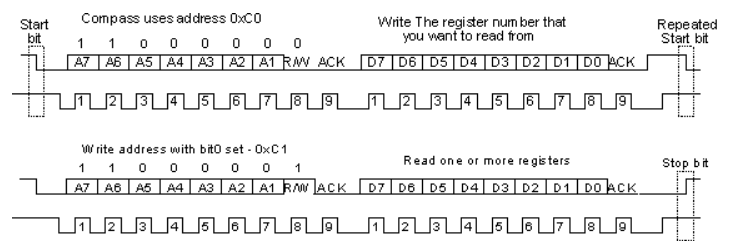 Start bit
Compass uses address 0xC0
Write The register number that
you want to read from
Repeated
Start bit
1 1 0 0 0 0 0 0
A7 A6 A5 A4 A3 A2 A1 R/W ACK D7 D6 D5 D4 D3 D2 D1 D0 ACK
1 2 3 4 5 6 7 8 9 1 2 3 4 5 6 7 8 9
Write address with bit0 set - 0xC1
Read one or more registers
Stop bit
1 1 0 0 0 0 0 1
A7 A6 A5 A4 A3 A2 A1 R/W ACK D7 D6 D5 D4 D3 D2 D1 D0 ACK
1 2 3 4 5 6 7 8 9 1 2 3 4 5 6 7 8 9